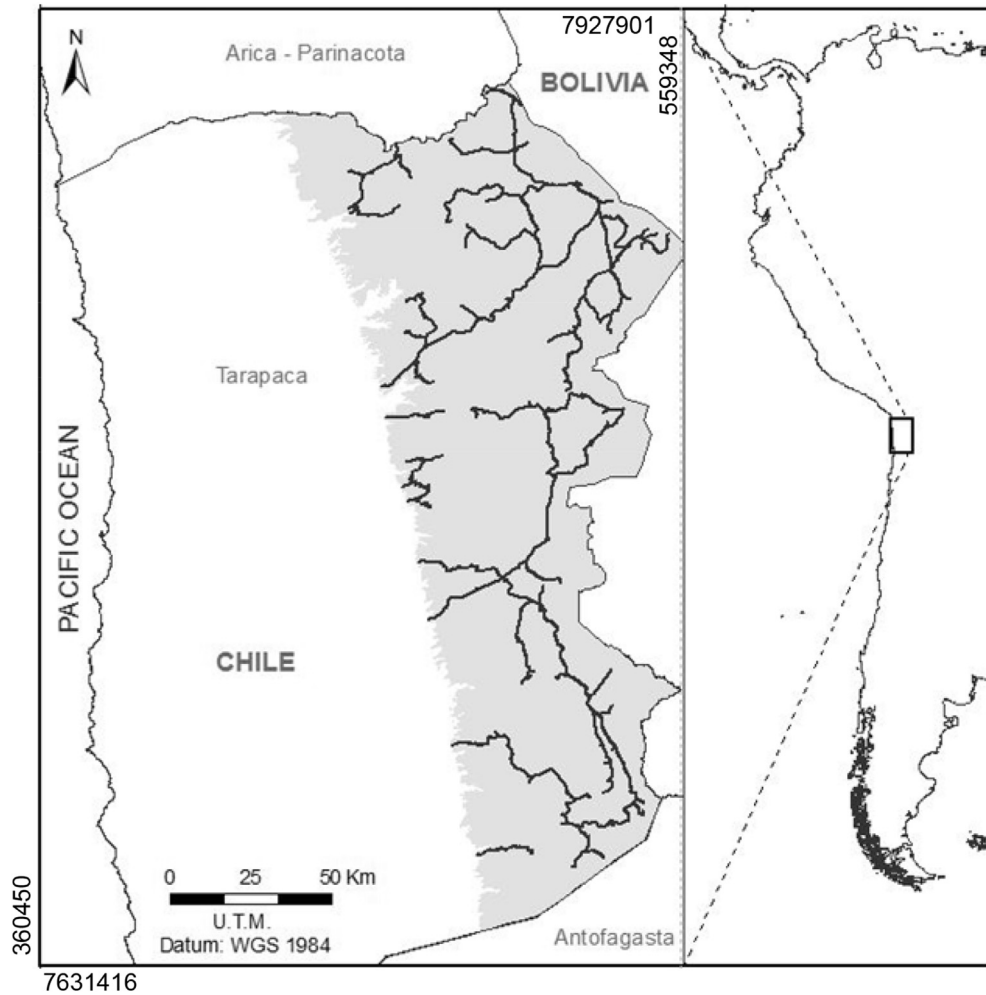 7927901
N
Arica - Parinacota
BOLIVIA
559348
Tarapaca
PACIFIC OCEAN
CHILE
0 25 50 Km
U.T.M.
Datum: WGS 1984
360450
Antofagasta
7631416